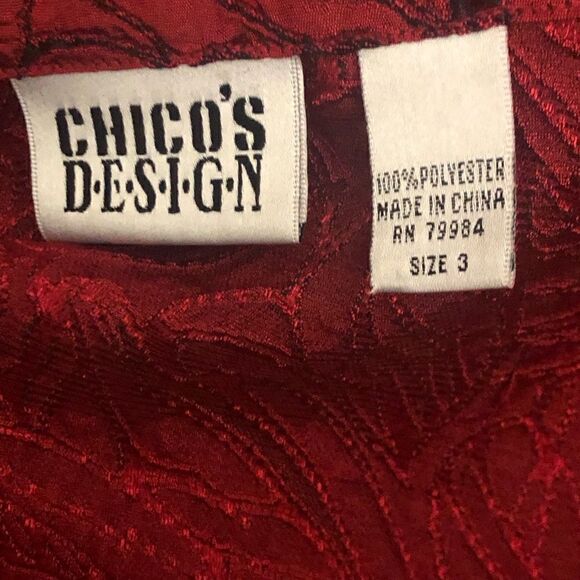 CHICO'S
D·E·S·I·G·N
100%POLYESTER
MADE IN CHINA
RN 79984
SIZE 3